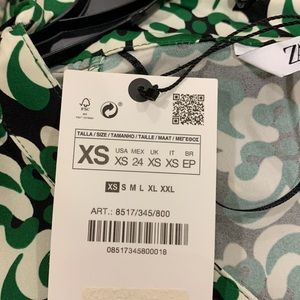 FSC
TALLA / SIZE / TAMANHO / TAILLE / MAAT / ΜΕΓΕΘΟΣ
XS
USA MEX UK IT BR
XS 24 XS XS EP
XS S M L XL XXL
ART.: 8517/345/800
08517345800018